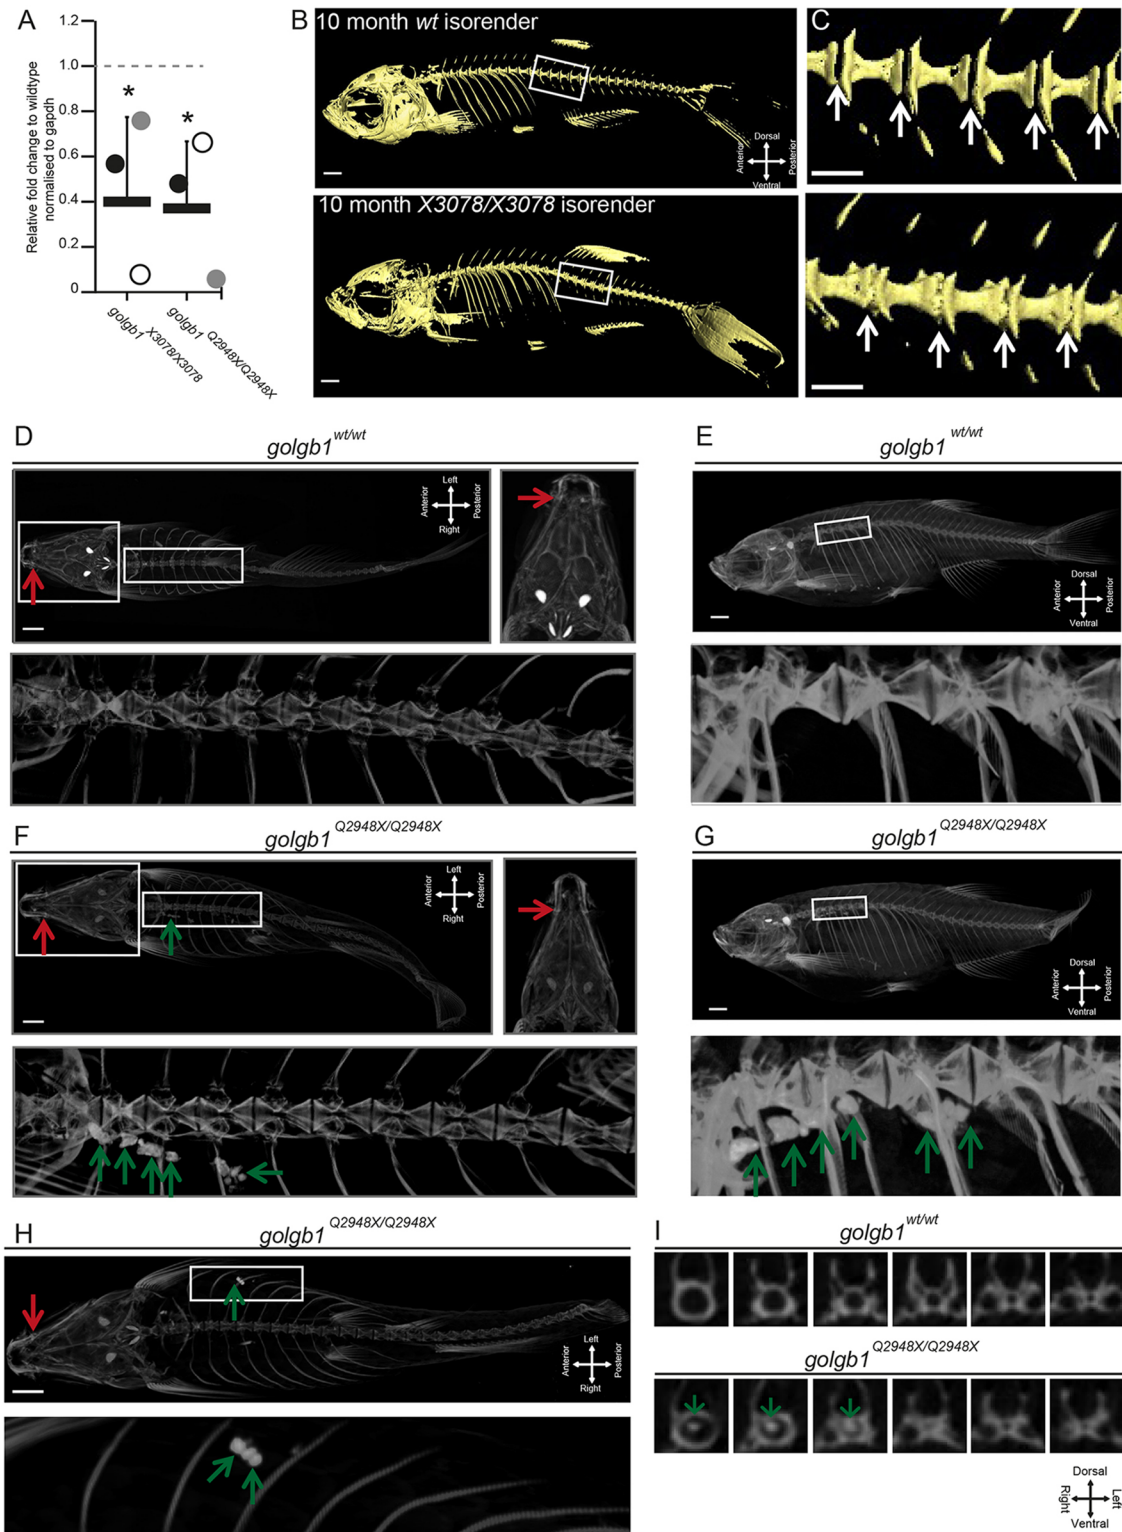 A
Relative fold change to wildtype
normalised to gapdh
1.2
1.0
0.8
0.6
0.4
0.2
0
*
*
golgb1 X3078/X3078
golgb1 Q2948X/Q2948X
B
10 month wt isorender
Dorsal
Anterior
Posterior
Ventral
10 month X3078/X3078 isorender
C
D
golgb1 wt/wt
Left
Anterior
Posterior
Right
E
golgb1 wt/wt
Dorsal
Anterior
Posterior
Ventral
F
golgb1 Q2948X/Q2948X
Left
Anterior
Posterior
Right
G
golgb1 Q2948X/Q2948X
Dorsal
Anterior
Posterior
Ventral
H
golgb1 Q2948X/Q2948X
Left
Anterior
Posterior
Right
I
golgb1 wt/wt
golgb1 Q2948X/Q2948X
Dorsal
Right
Left
Ventral